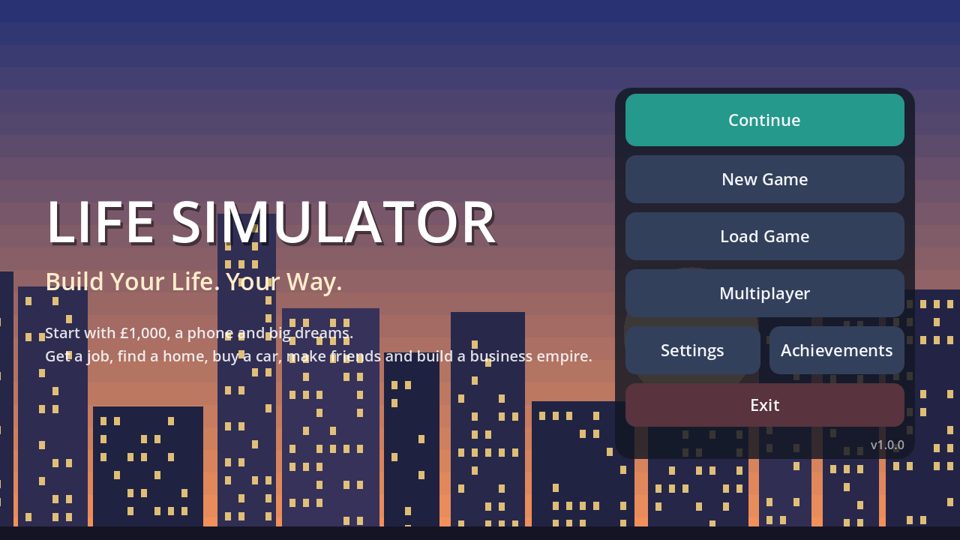 LIFE SIMULATOR
Build Your Life. Your Way.
Start with £1,000, a phone and big dreams.
Get a job, find a home, buy a car, make friends and build a business empire.
Continue
New Game
Load Game
Multiplayer
Settings
Achievements
Exit
v1.0.0